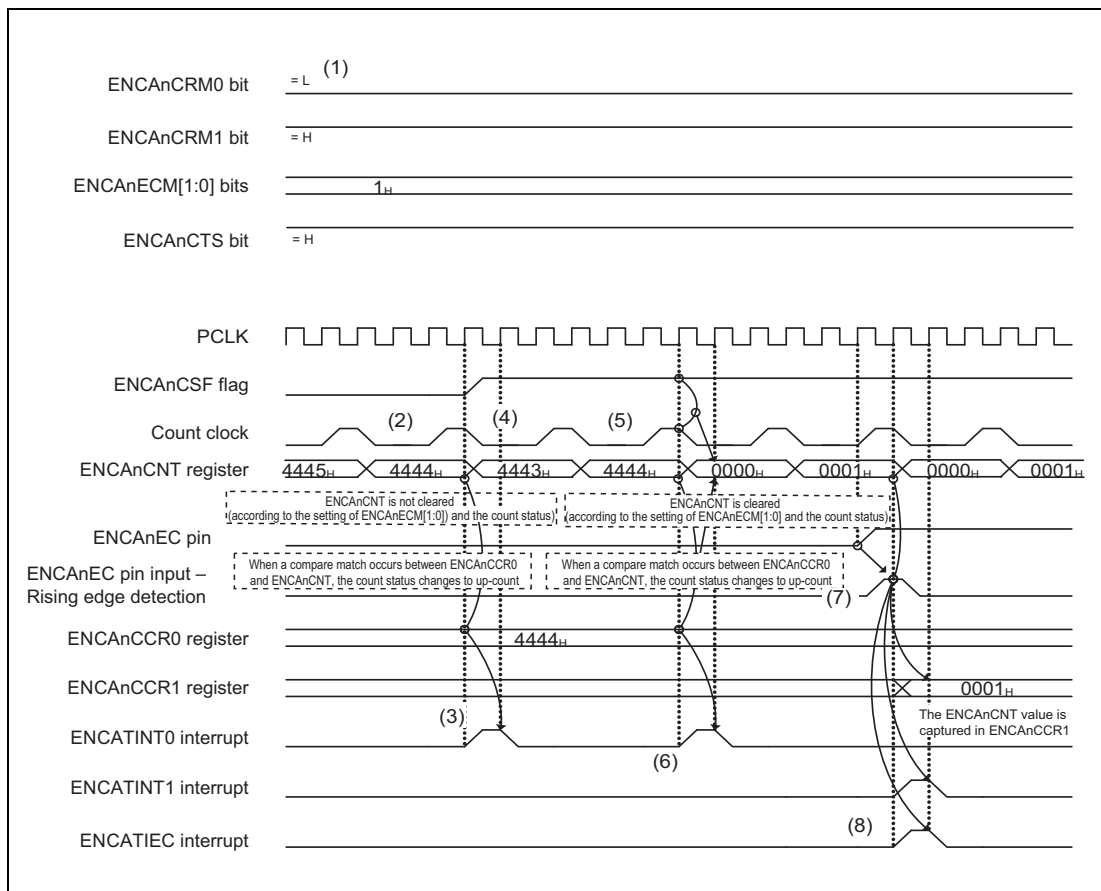 ENCAnCRM0 bit
= L
(1)
ENCAnCRM1 bit
= H
ENCAnECM[1:0] bits
1H
ENCAnCTS bit
= H
PCLK
ENCAnCSF flag
(2)
(4)
(5)
Count clock
ENCAnCNT register
4445H 4444H 4443H 4444H 0000H 0001H 0000H 0001H
ENCAnCNT is not cleared
(according to the setting of ENCAnECM[1:0]) and the count status)
ENCAnCNT is cleared
(according to the setting of ENCAnECM[1:0] and the count status)
ENCAnEC pin
When a compare match occurs between ENCAnCCR0
and ENCAnCNT, the count status changes to up-count
When a compare match occurs between ENCAnCCR0
and ENCAnCNT, the count status changes to up-count
ENCAnEC pin input –
Rising edge detection
(7)
ENCAnCCR0 register
4444H
ENCAnCCR1 register
0001H
The ENCAnCNT value is
captured in ENCAnCCR1
(3)
ENCATINT0 interrupt
(6)
ENCATINT1 interrupt
(8)
ENCATIEC interrupt